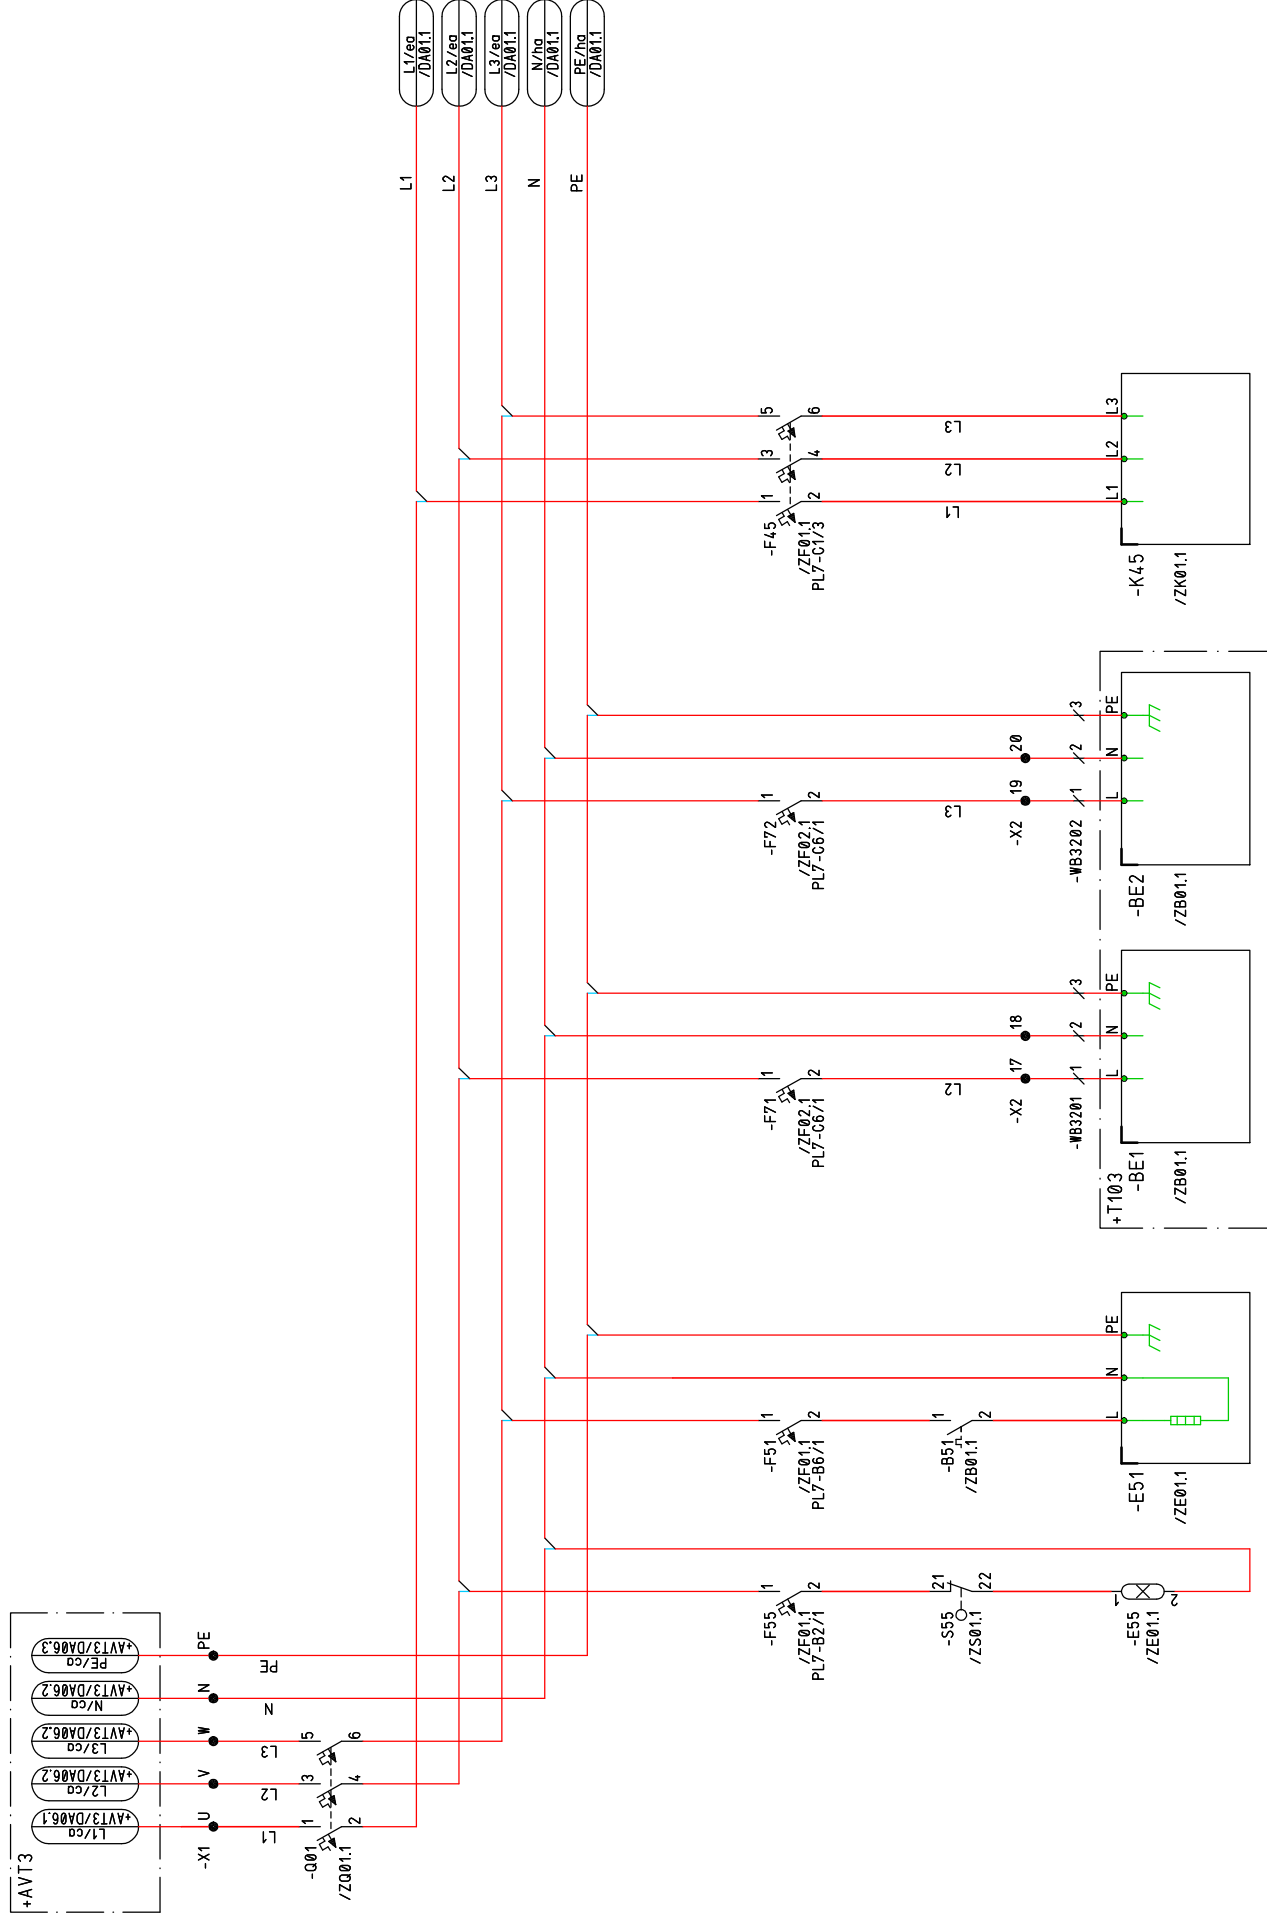 +AVT3
L1/ca
+AVT3/DA06.1
L2/ca
+AVT3/DA06.2
L3/ca
+AVT3/DA06.2
N/ca
+AVT3/DA06.2
PE/ca
+AVT3/DA06.3
-X1
U
V
W
N
PE
L1
L2
L3
N
PE
-Q01
/ZQ01.1
1
2
3
4
5
6
L1/ea
/DA01.1
L2/ea
/DA01.1
L3/ea
/DA01.1
N/ha
/DA01.1
PE/ha
/DA01.1
L1
L2
L3
N
PE
-F55
/ZF01.1
PL7-B2/1
1
2
-S55
/ZS01.1
21
22
-E55
/ZE01.1
1
2
-F51
/ZF01.1
PL7-B6/1
1
2
-B51
/ZB01.1
1
2
-E51
/ZE01.1
L
N
PE
+T103
-F71
/ZF02.1
PL7-C6/1
1
2
L2
-X2
17
18
-WB3201
1
2
3
-BE1
/ZB01.1
L
N
PE
-F72
/ZF02.1
PL7-C6/1
1
2
L3
-X2
19
20
-WB3202
1
2
3
-BE2
/ZB01.1
L
N
PE
-F45
/ZF01.1
PL7-C1/3
1
2
3
4
5
6
L1
L2
L3
-K45
/ZK01.1
L1
L2
L3